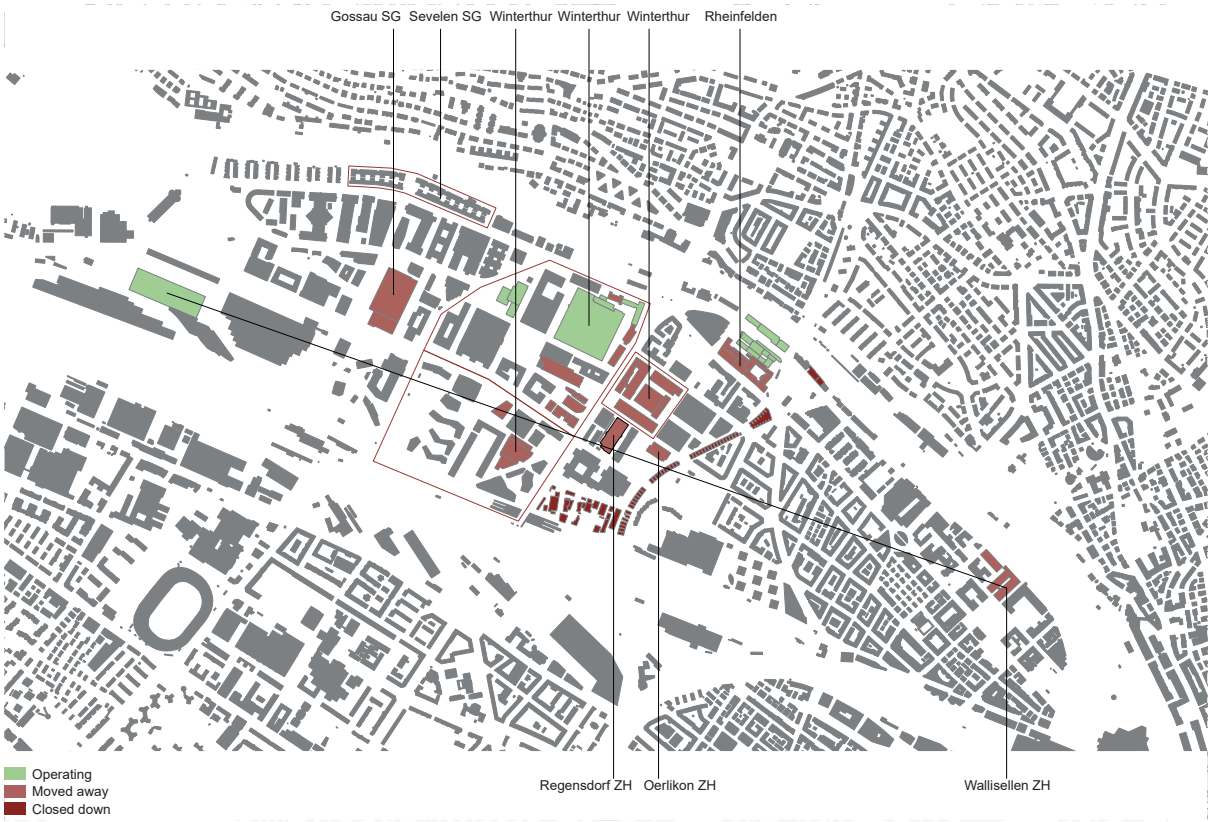 Gossau SG Sevelen SG Winterthur Winterthur Winterthur Rheinfelden
Regensdorf ZH Oerlikon ZH Wallisellen ZH
Operating
Moved away
Closed down